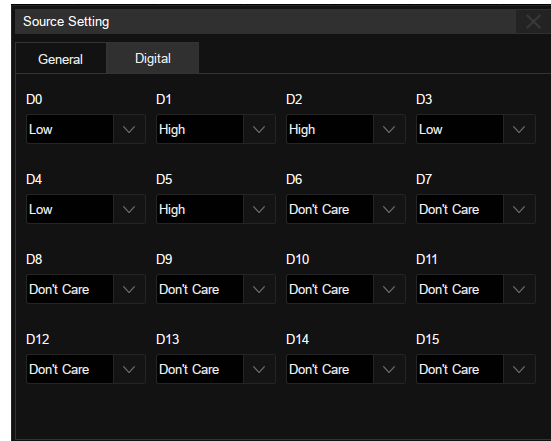 Source Setting
General Digital
D0 D1 D2 D3
Low High High Low
D4 D5 D6 D7
Low High Don't Care Don't Care
D8 D9 D10 D11
Don't Care Don't Care Don't Care Don't Care
D12 D13 D14 D15
Don't Care Don't Care Don't Care Don't Care